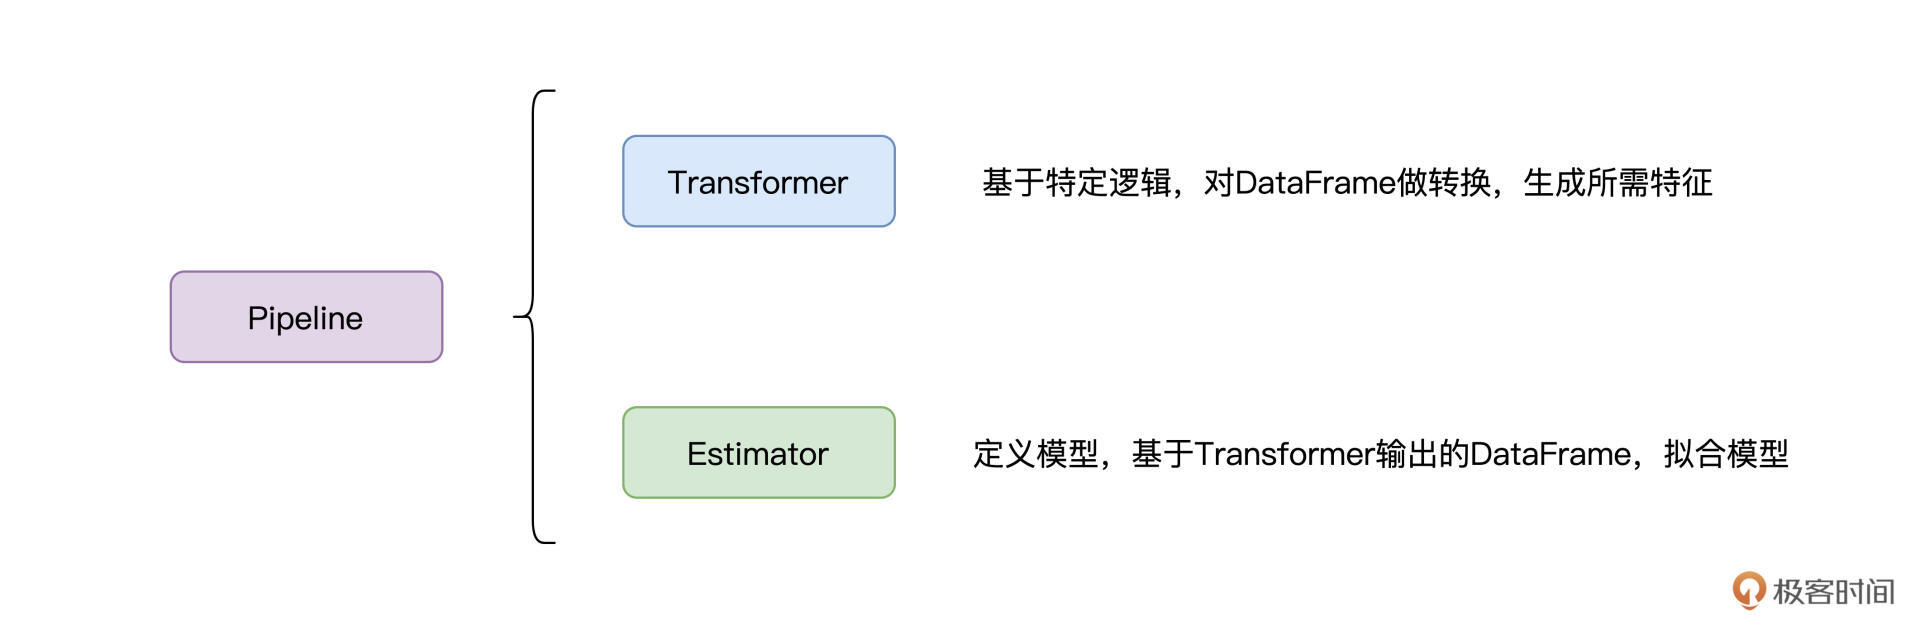 Transformer
基于特定逻辑，对DataFrame做转换，生成所需特征
Pipeline
Estimator
定义模型，基于Transformer输出的DataFrame，拟合模型
极客时间